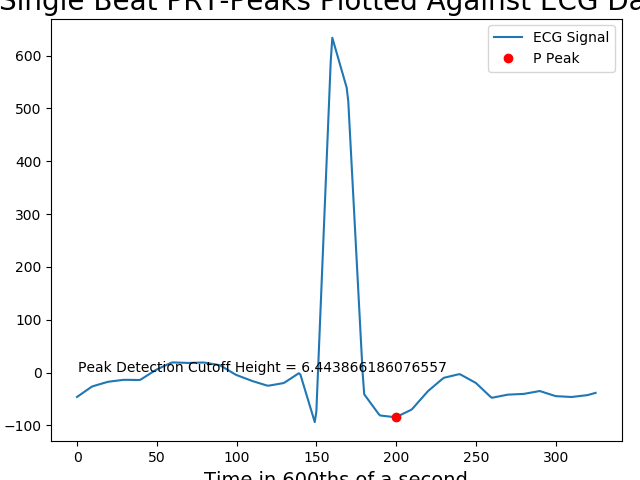 Single Beat PRT-Peaks Plotted Against ECG Da
ECG Signal
P Peak
600
500
400
300
200
100
0
−100
Peak Detection Cutoff Height = 6.443866186076557
0 50 100 150 200 250 300
Time in 600ths of a second